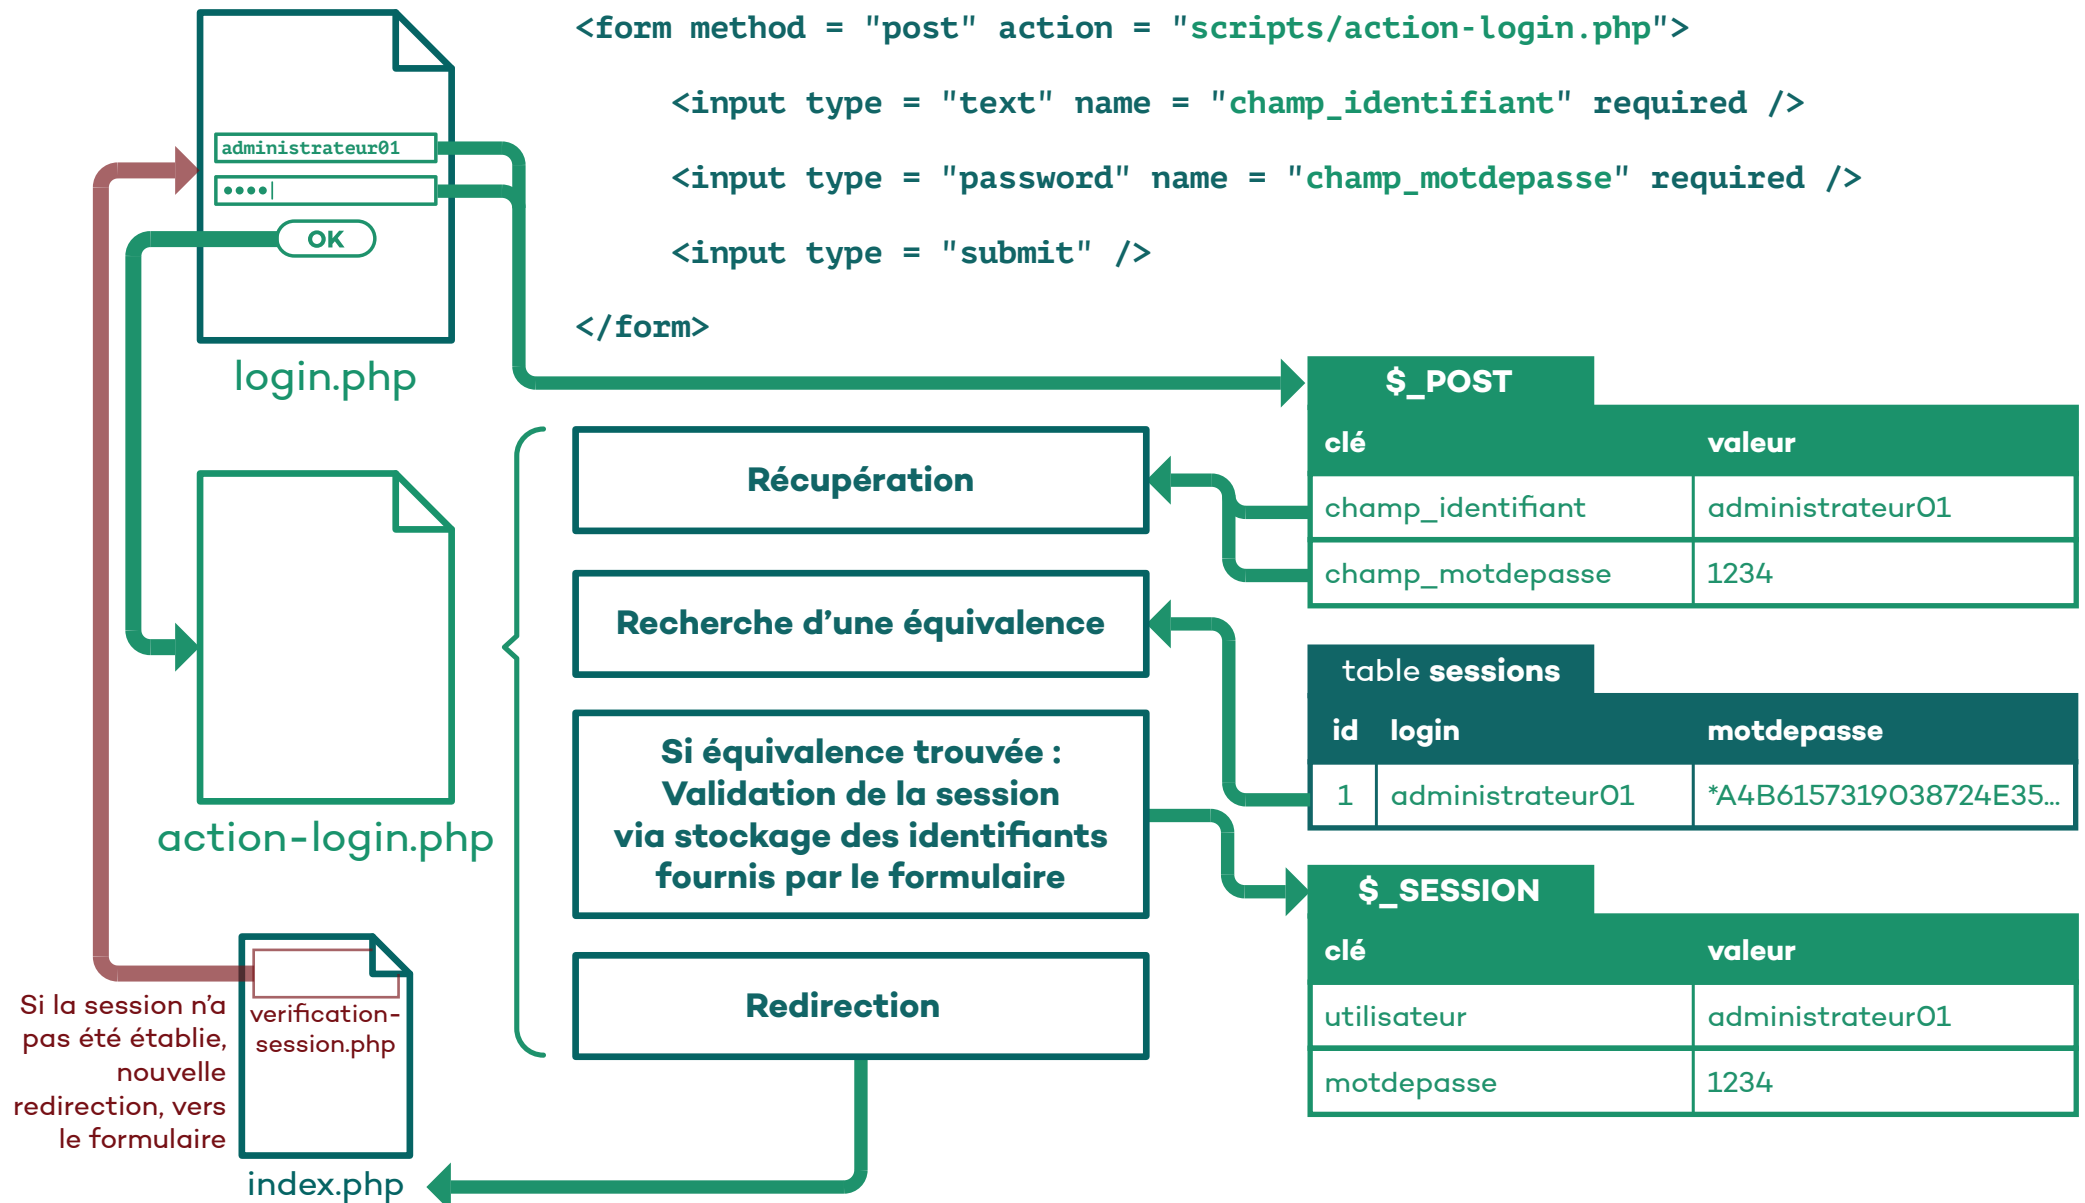 <form method = "post" action = "scripts/action-login.php">
<input type = "text" name = "champ_identifiant" required />
<input type = "password" name = "champ_motdepasse" required />
<input type = "submit" />
</form>
administrateur01
••••|
OK
login.php
$_POST
clé valeur
champ_identifiant administrateur01
champ_motdepasse 1234
Récupération
Recherche d'une équivalence
Si équivalence trouvée :
Validation de la session
via stockage des identifiants
fournis par le formulaire
Redirection
action-login.php
table sessions
id login motdepasse
1 administrateur01 *A4B6157319038724E35...
$_SESSION
clé valeur
utilisateur administrateur01
motdepasse 1234
Si la session n'a
pas été établie,
nouvelle
redirection, vers
le formulaire
verification-
session.php
index.php